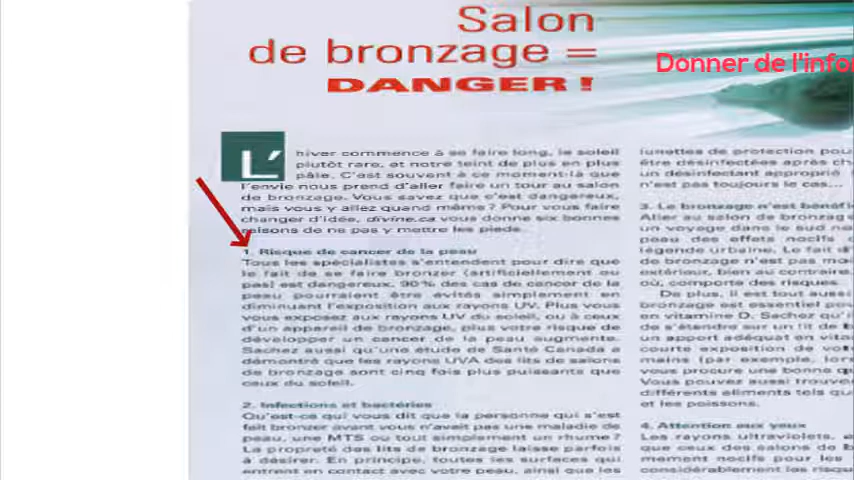 Salon
de bronzage =
DANGER !
Donner de l'info
L'hiver commence à se faire long, le soleil
plutôt rare, et notre teint de plus en plus
pâle. C'est souvent à ce moment-là que
l'envie nous prend d'aller faire un tour au salon
de bronzage. Vous savez que c'est dangereux,
mais vous y allez quand même ? Pour vous faire
changer d'idée, divine.ca vous donne six bonnes
raisons de ne pas y mettre les pieds.
1. Risque de cancer de la peau
Tous les spécialistes s'entendent pour dire que
le fait de se faire bronzer (artificiellement ou
pas) est dangereux. 90 % des cas de cancer de la
peau pourraient être évités simplement en
diminuant l'exposition aux rayons UV. Plus vous
vous exposez aux rayons UV du soleil, ou à ceux
d'un appareil de bronzage, plus votre risque de
développer un cancer de la peau augmente.
Sachez aussi qu'une étude de Santé Canada a
démontré que les rayons UVA des lits de salons
de bronzage sont cinq fois plus puissants que
ceux du soleil.
2. Infections et bactéries
Qu'est-ce qui vous dit que la personne qui s'est
fait bronzer avant vous n'avait pas une maladie de
peau, une MTS ou tout simplement un rhume ?
La propreté des lits de bronzage laisse parfois
à désirer. En principe, toutes les surfaces qui
entrent en contact avec votre peau, ainsi que les
lunettes de protection pou
être désinfectées après ch
un désinfectant approprié
n'est pas toujours le cas...
3. Le bronzage n'est bénéfi
Aller au salon de bronzag
un voyage dans le sud na
peau des effets nocifs d
légende urbaine. Le fait d'
de bronzage n'est pas moi
extérieur, bien au contraire.
où, comporte des risques.
De plus, il est tout aussi
bronzage est essentiel pou
en vitamine D. Sachez qu'i
de s'étendre sur un lit de b
un apport adéquat en vita
courte exposition de vos
mains (par exemple, lors
vous procure une bonne q
Vous pouvez aussi trouver
différents aliments tels qu
et les poissons.
4. Attention aux yeux
Les rayons ultraviolets, a
que ceux des salons de b
mement nocifs pour les
considérablement les risqu